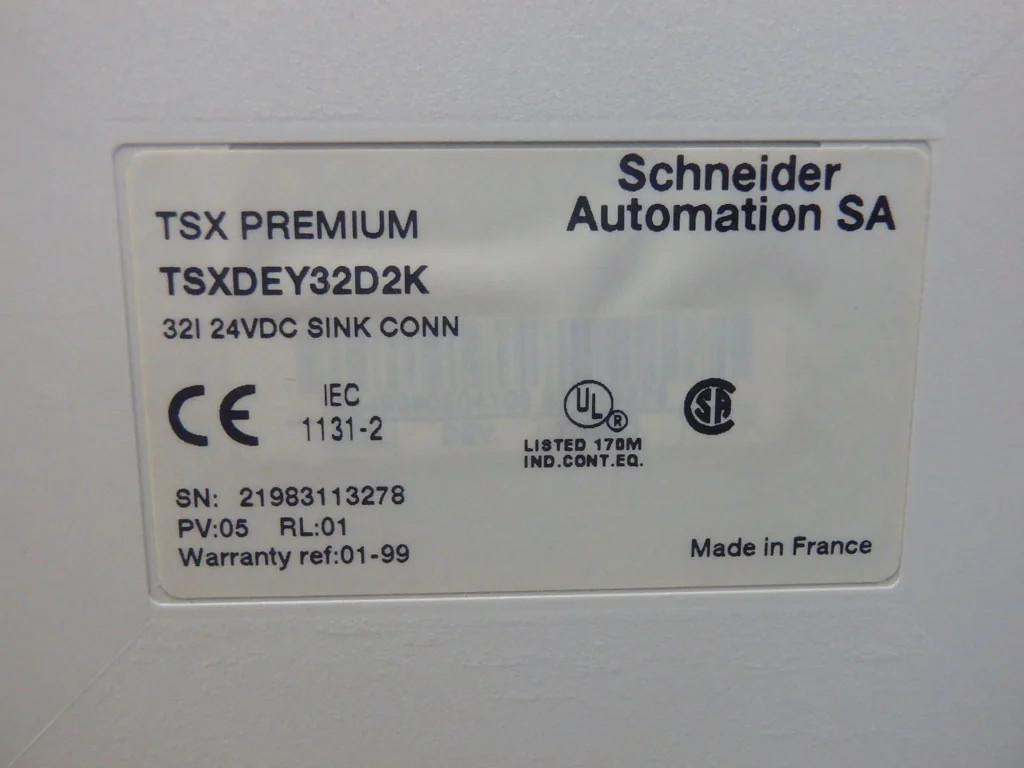 Schneider
Automation SA
TSX PREMIUM
TSXDEY32D2K
32I 24VDC SINK CONN
CE
IEC
1131-2
UL ®
LISTED 170M
IND.CONT.EQ.
SA
SN: 21983113278
PV:05 RL:01
Warranty ref:01-99
Made in France